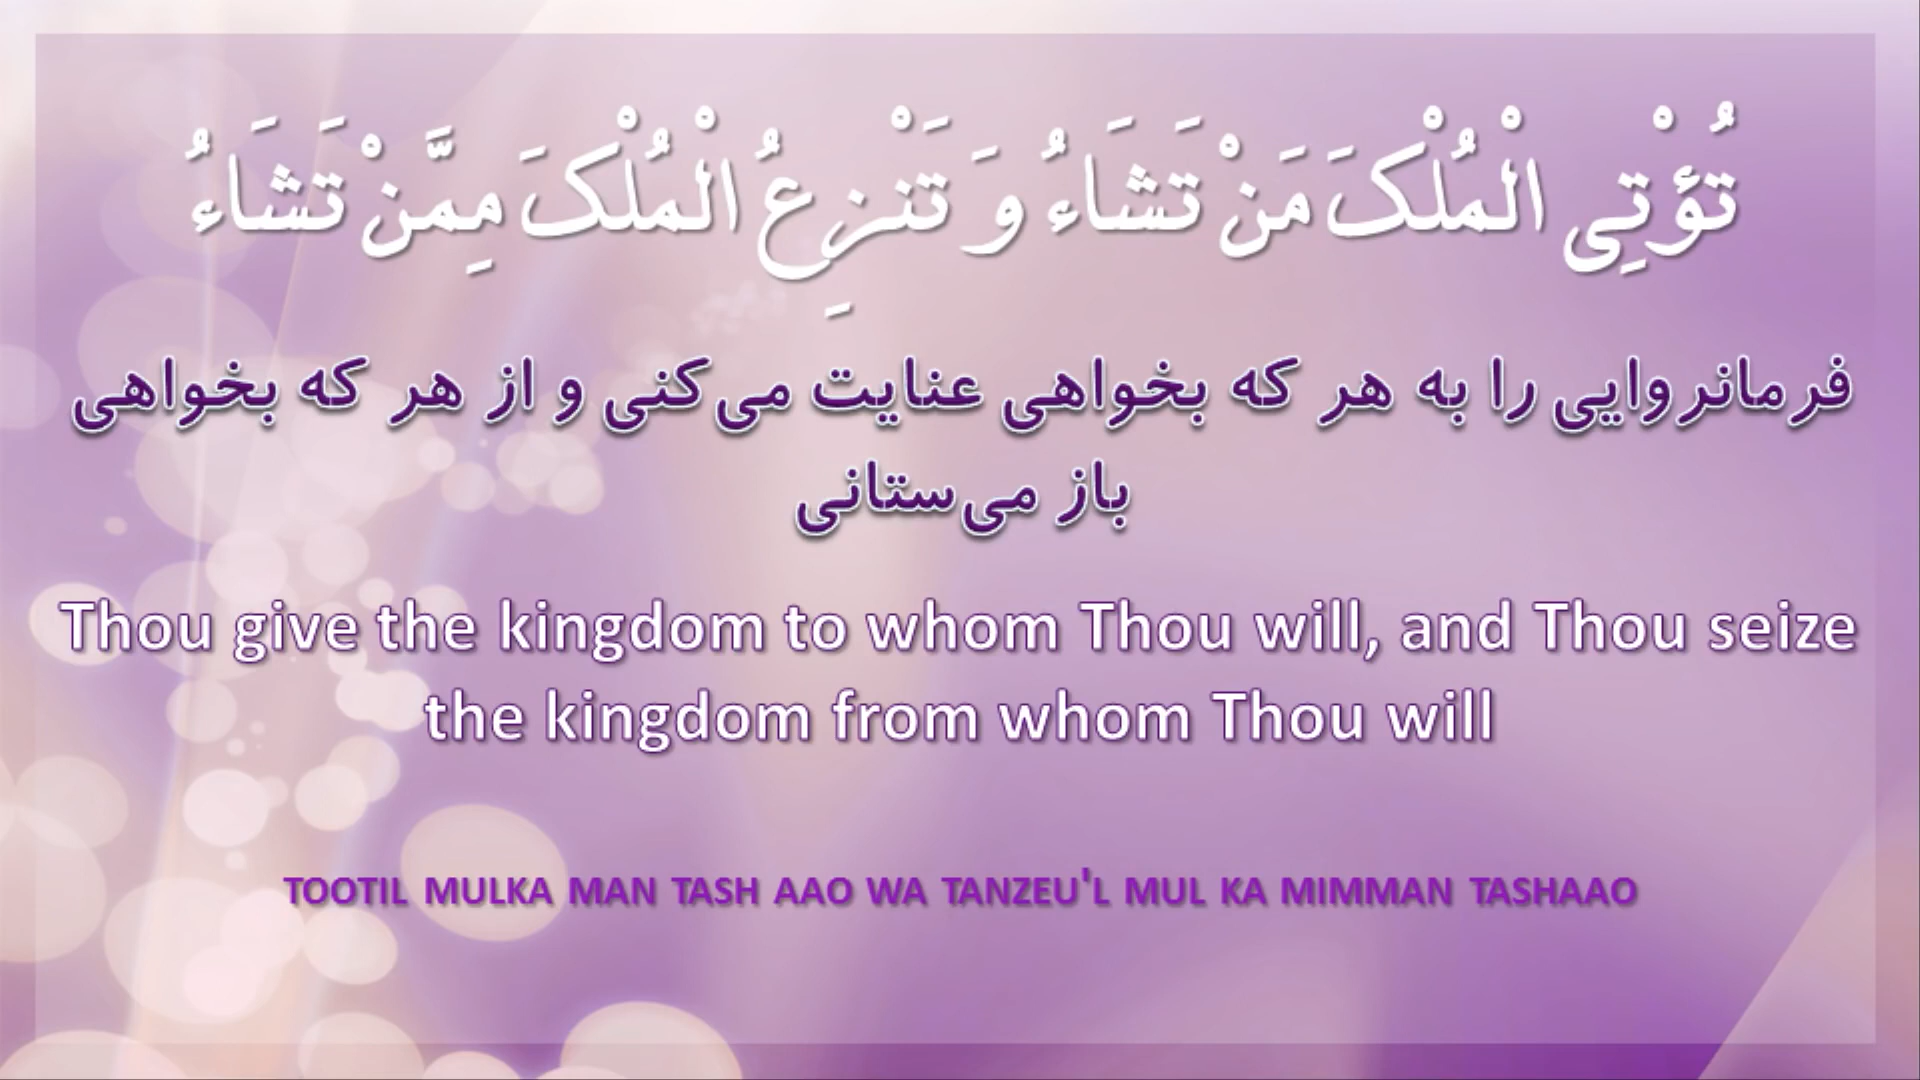 تُؤْتِی الْمُلْکَ مَنْ تَشَاءُ وَ تَنْزِعُ الْمُلْکَ مِمَّنْ تَشَاءُ
فرمانروایی را به هر که بخواهی عنایت می‌کنی و از هر که بخواهی
باز می‌ستانی
Thou give the kingdom to whom Thou will, and Thou seize
the kingdom from whom Thou will
TOOTIL MULKA MAN TASH AAO WA TANZEU'L MUL KA MIMMAN TASHAAO